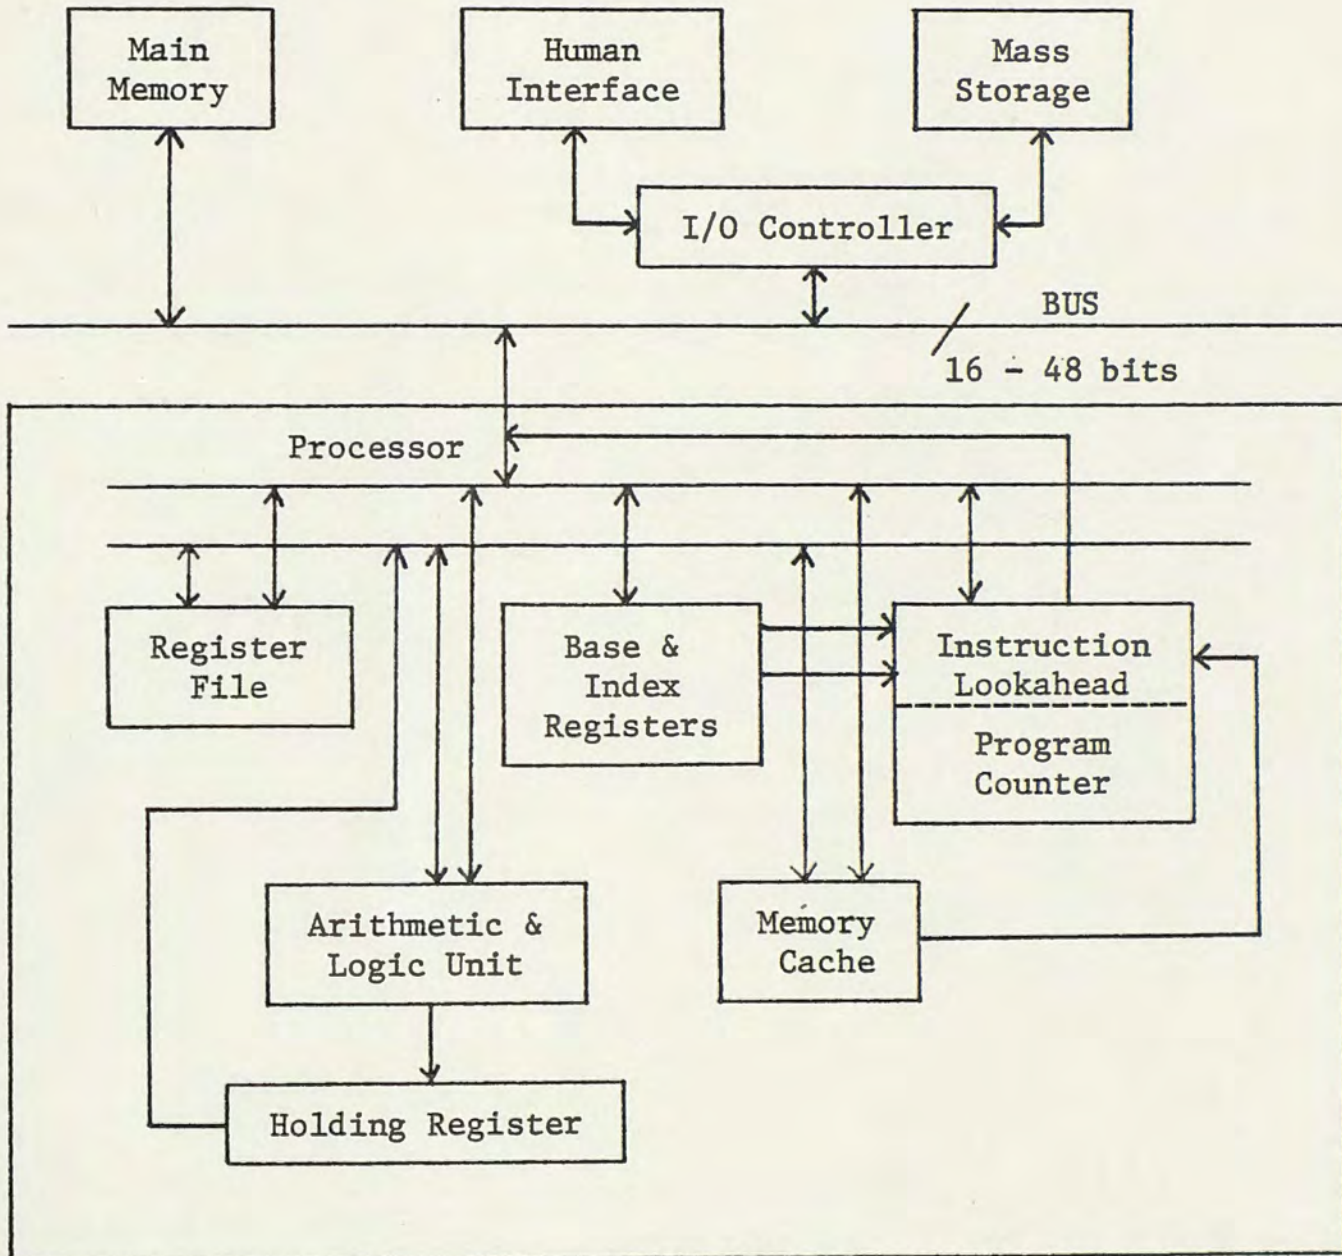 Main
Memory
Human
Interface
Mass
Storage
I/O Controller
BUS
16 - 48 bits
Processor
Register
File
Base &
Index
Registers
Instruction
Lookahead
Program
Counter
Arithmetic &
Logic Unit
Memory
Cache
Holding Register